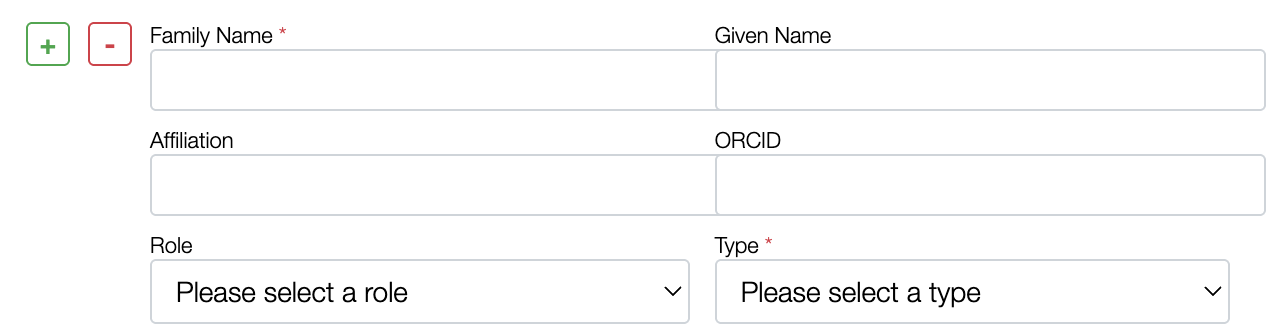 + - Family Name * Given Name
Affiliation ORCID
Role Type *
Please select a role Please select a type